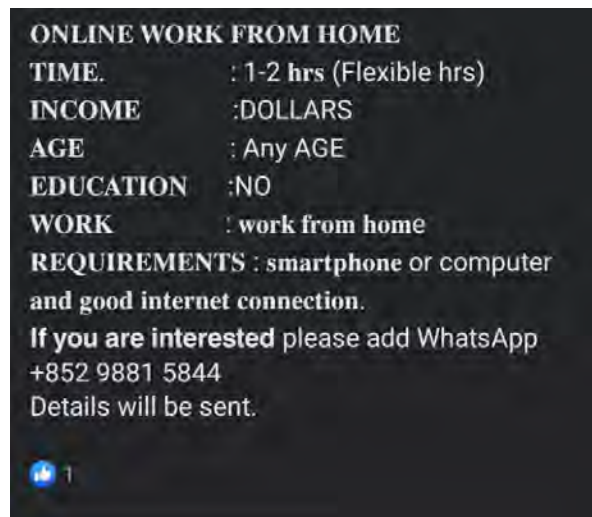 ONLINE WORK FROM HOME
TIME. : 1-2 hrs (Flexible hrs)
INCOME :DOLLARS
AGE : Any AGE
EDUCATION :NO
WORK : work from home
REQUIREMENTS : smartphone or computer
and good internet connection.
If you are interested please add WhatsApp
+852 9881 5844
Details will be sent.
1